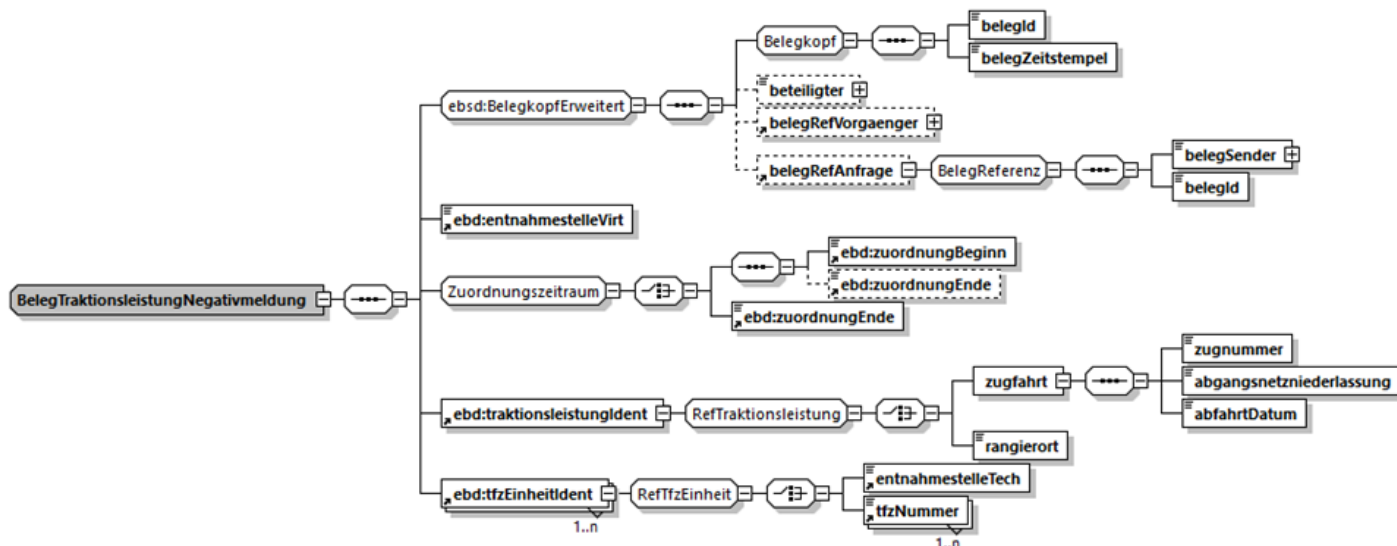 belegId
Belegkopf
belegZeitstempel
beteiligter
ebsd:BelegkopfErweitert
belegRefVorgaenger
belegSender
belegRefAnfrage
BelegReferenz
belegId
ebd:entnahmestelleVirt
ebd:zuordnungBeginn
ebd:zuordnungEnde
Zuordnungszeitraum
BelegTraktionsleistungNegativmeldung
ebd:zuordnungEnde
zugnummer
zugfahrt
abgangsnetzniederlassung
ebd:traktionsleistungIdent
RefTraktionsleistung
abfahrtDatum
rangierort
entnahmestelleTech
ebd:tfzEinheitIdent
RefTfzEinheit
tfzNummer
1..n
1..n